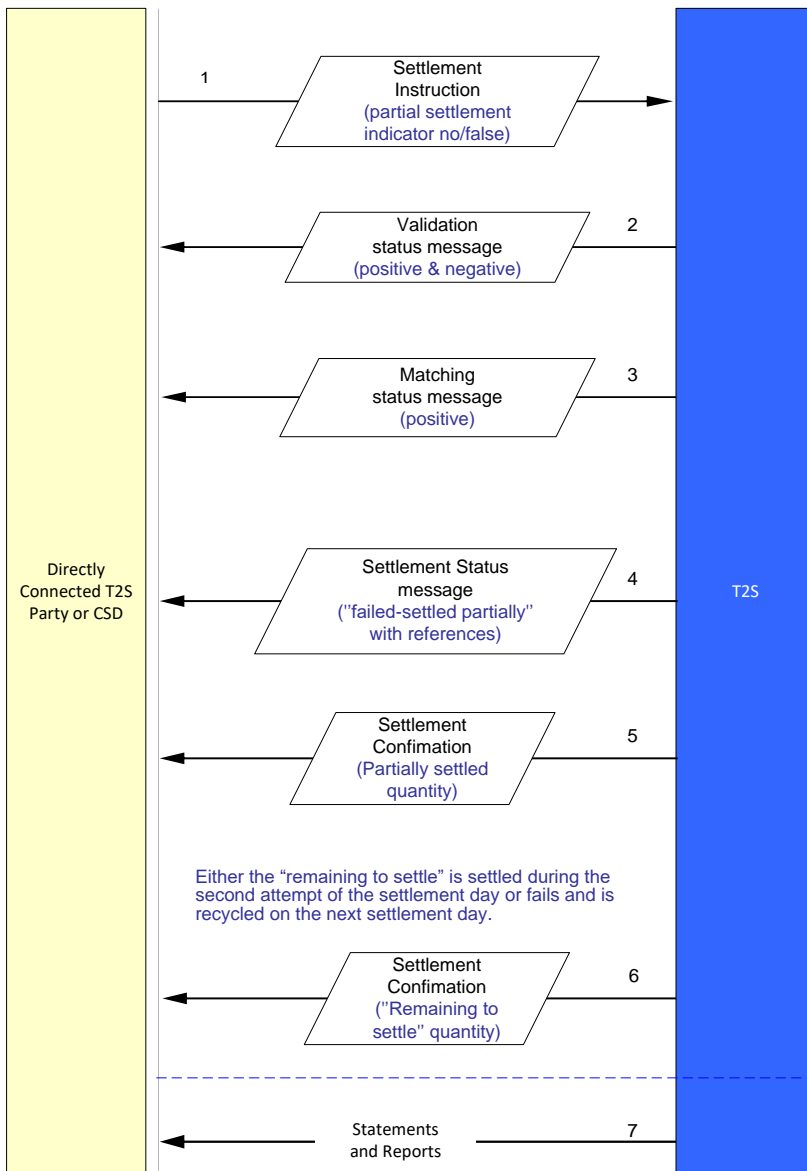 1
Settlement
Instruction
(partial settlement
indicator no/false)
Validation
status message
(positive & negative)
2
Matching
status message
(positive)
3
Directly
Connected T2S
Party or CSD
Settlement Status
message
("failed-settled partially"
with references)
4
T2S
Settlement
Confimation
(Partially settled
quantity)
5
Either the “remaining to settle” is settled during the
second attempt of the settlement day or fails and is
recycled on the next settlement day.
Settlement
Confimation
("Remaining to
settle" quantity)
6
Statements
and Reports
7